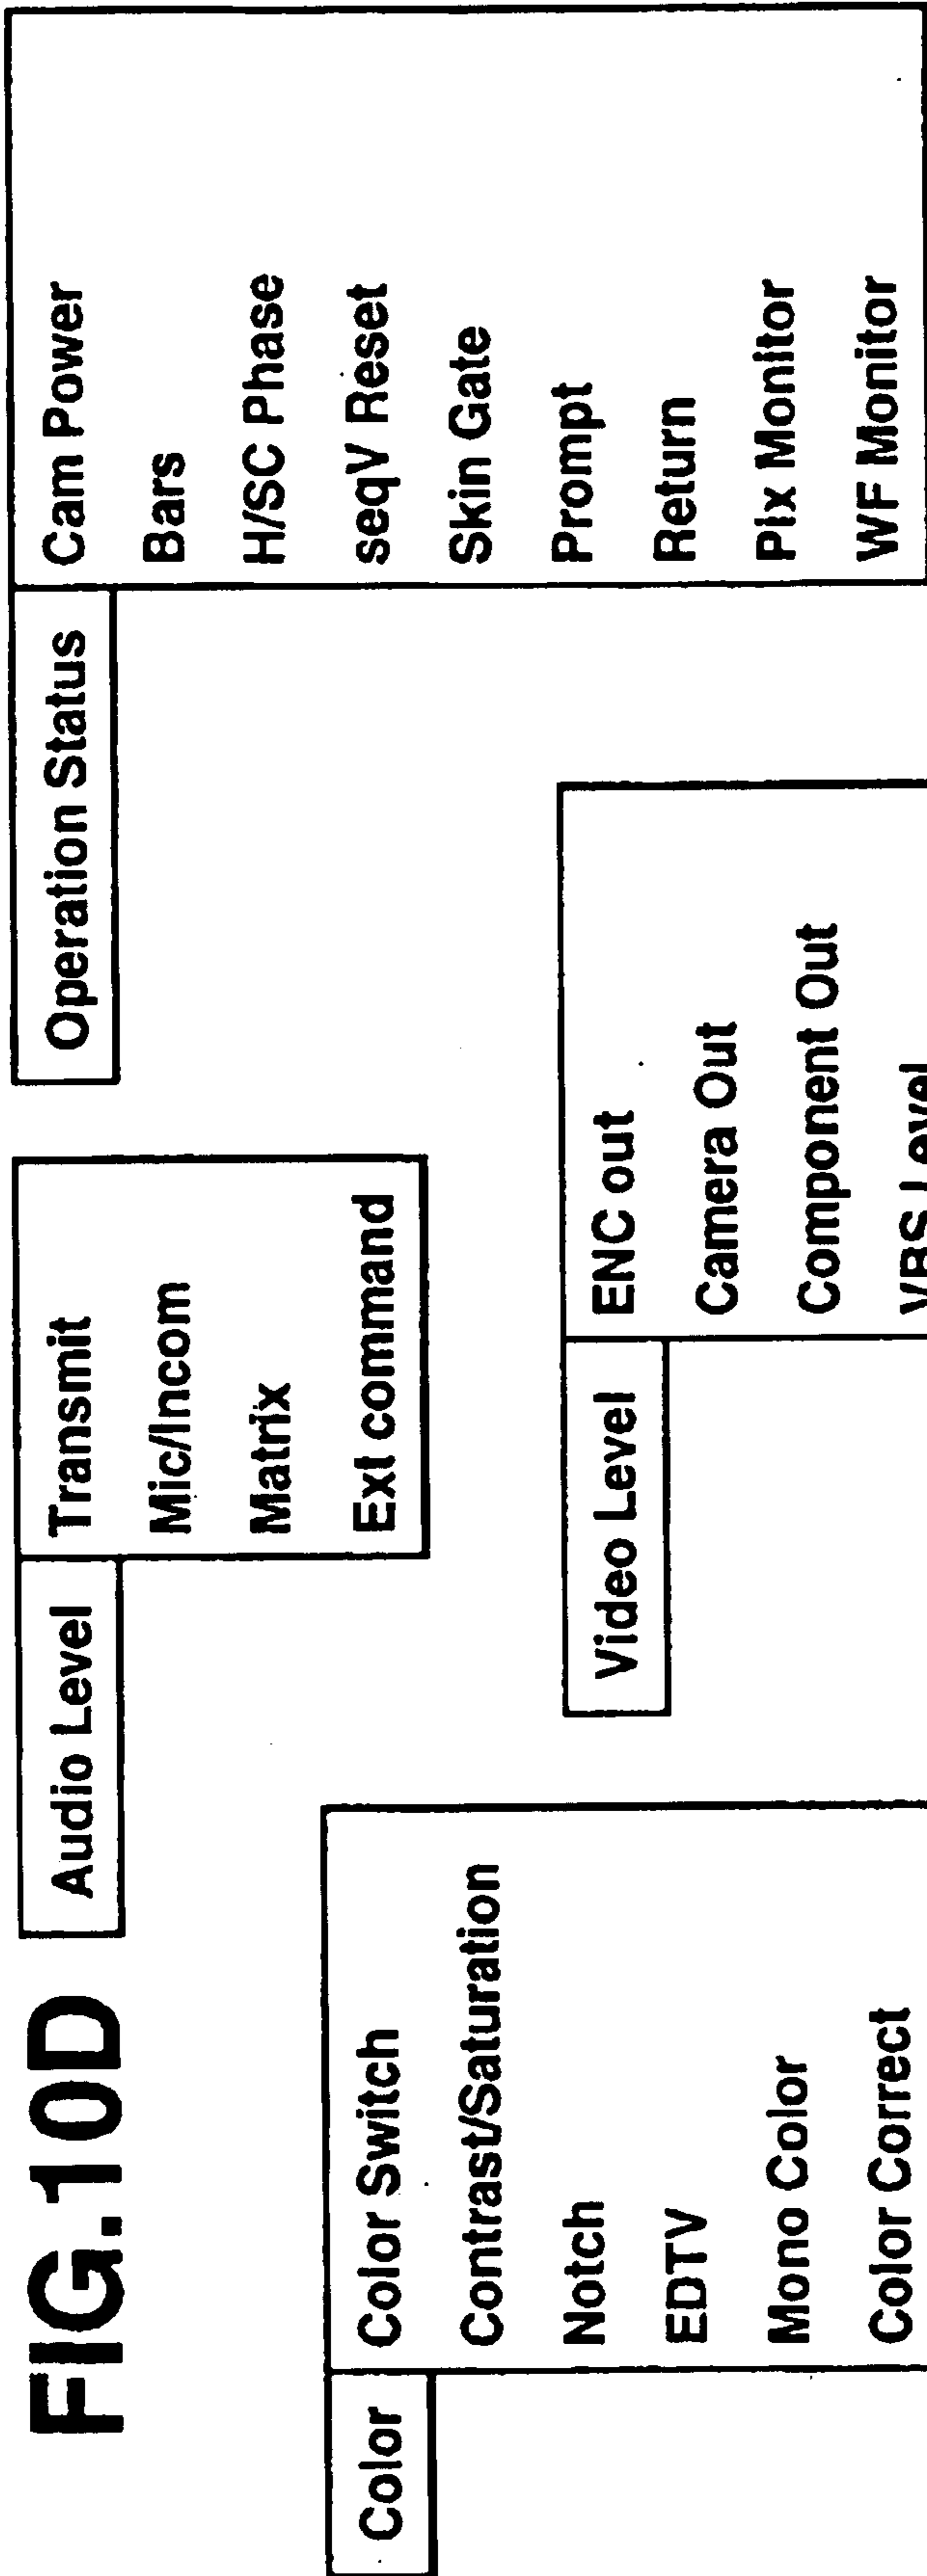 FIG.10D
Audio Level
Transmit
Mic/Incom
Matrix
Ext command
Operation Status
Cam Power
Bars
H/SC Phase
seqV Reset
Skin Gate
Prompt
Return
Pix Monitor
WF Monitor
Color
Color Switch
Contrast/Saturation
Notch
EDTV
Mono Color
Color Correct
Video Level
ENC out
Camera Out
Component Out
VBS Level